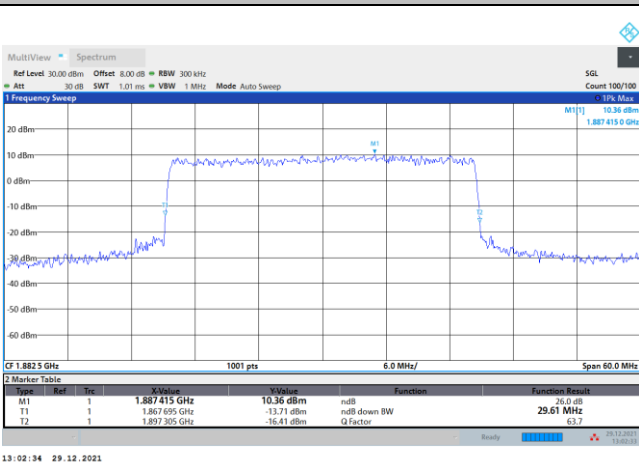 MultiView Spectrum
Ref Level 30.00 dBm Offset 8.00 dB RBW 300 kHz SGL
Att 30 dB SWT 1.01 ms VBW 1 MHz Mode Auto Sweep Count 100/100
1 Frequency Sweep 1Pk Max
M1[1] 10.36 dBm
1.887 415 0 GHz
20 dBm
M1
10 dBm
0 dBm
-10 dBm
T2
-20 dBm
-30 dBm
-40 dBm
-50 dBm
-60 dBm
CF 1.882 5 GHz 1001 pts 6.0 MHz/ Span 60.0 MHz
2 Marker Table
Type Ref Trc X-Value Y-Value Function Function Result
M1 1 1.887 415 GHz 10.36 dBm ndB 26.0 dB
T1 1 1.867 695 GHz -13.71 dBm ndB down BW 29.61 MHz
T2 1 1.897 305 GHz -16.41 dBm Q Factor 63.7
Ready 29.12.2021
13:02:33
13:02:34 29.12.2021